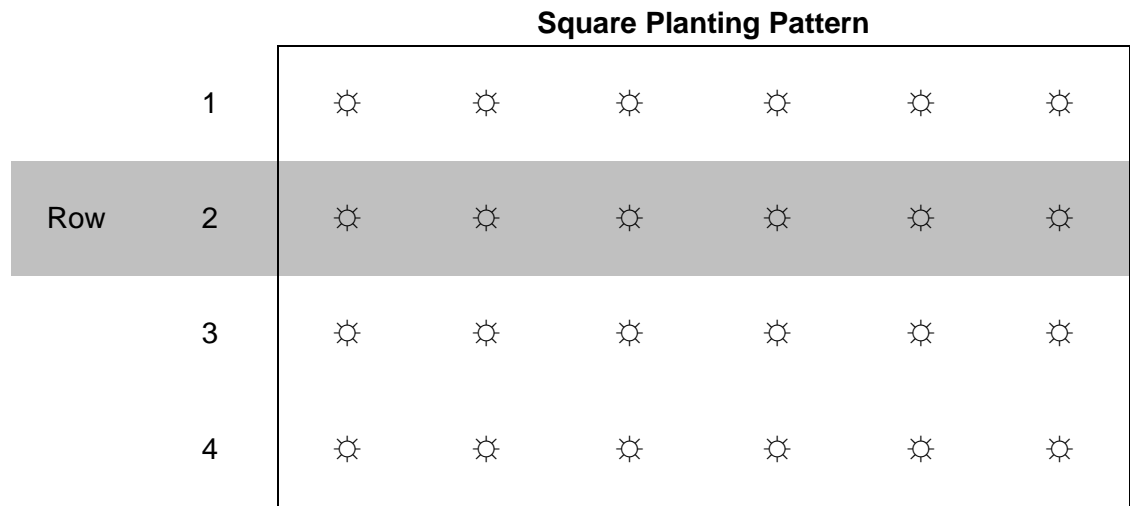 Square Planting Pattern
1 ☼ ☼ ☼ ☼ ☼ ☼
Row 2 ☼ ☼ ☼ ☼ ☼ ☼
3 ☼ ☼ ☼ ☼ ☼ ☼
4 ☼ ☼ ☼ ☼ ☼ ☼